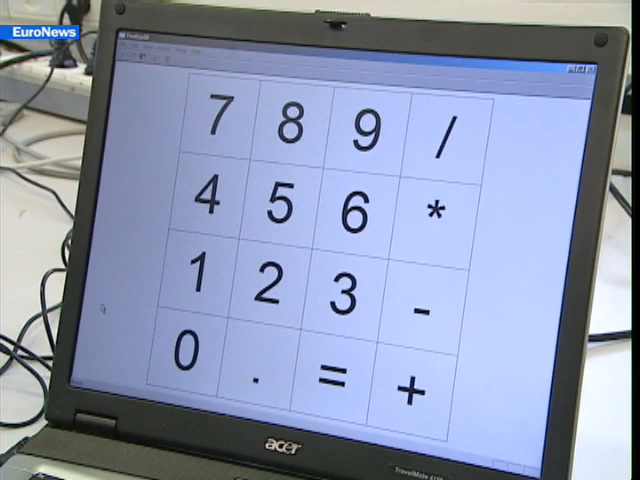 EuroNews
7 8 9 /
4 5 6 *
1 2 3 -
0 . = +
acer
TravelMate